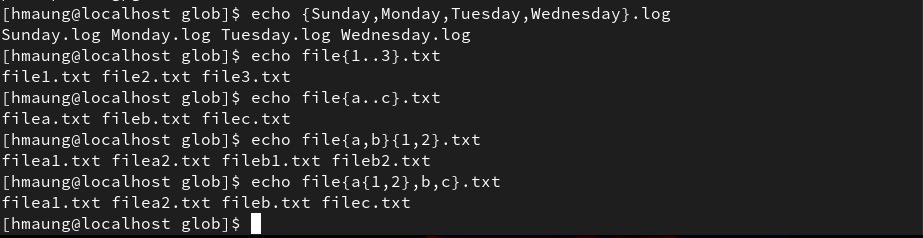 [hmaung@localhost glob]$ echo {Sunday,Monday,Tuesday,Wednesday}.log
Sunday.log Monday.log Tuesday.log Wednesday.log
[hmaung@localhost glob]$ echo file{1..3}.txt
file1.txt file2.txt file3.txt
[hmaung@localhost glob]$ echo file{a..c}.txt
filea.txt fileb.txt filec.txt
[hmaung@localhost glob]$ echo file{a,b}{1,2}.txt
filea1.txt filea2.txt fileb1.txt fileb2.txt
[hmaung@localhost glob]$ echo file{a{1,2},b,c}.txt
filea1.txt filea2.txt fileb.txt filec.txt
[hmaung@localhost glob]$